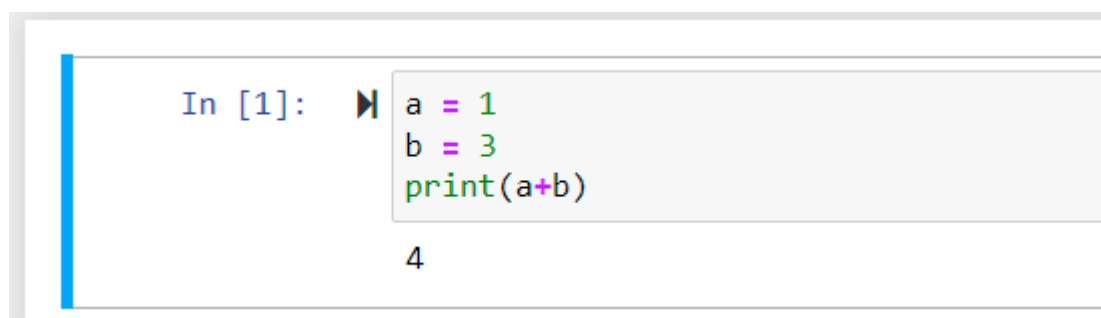 In [1]: a = 1
b = 3
print(a+b)
4